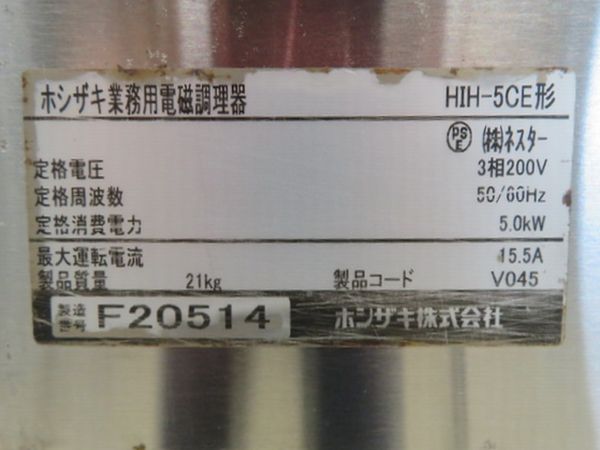 ホシザキ業務用電磁調理器 HIH-5CE形
PSE (株)ネスター
定格電圧 3相200V
定格周波数 50/60Hz
定格消費電力 5.0kW
最大運転電流 15.5A
製品質量 21kg 製品コード V045
製造番号 F20514 ホシザキ株式会社